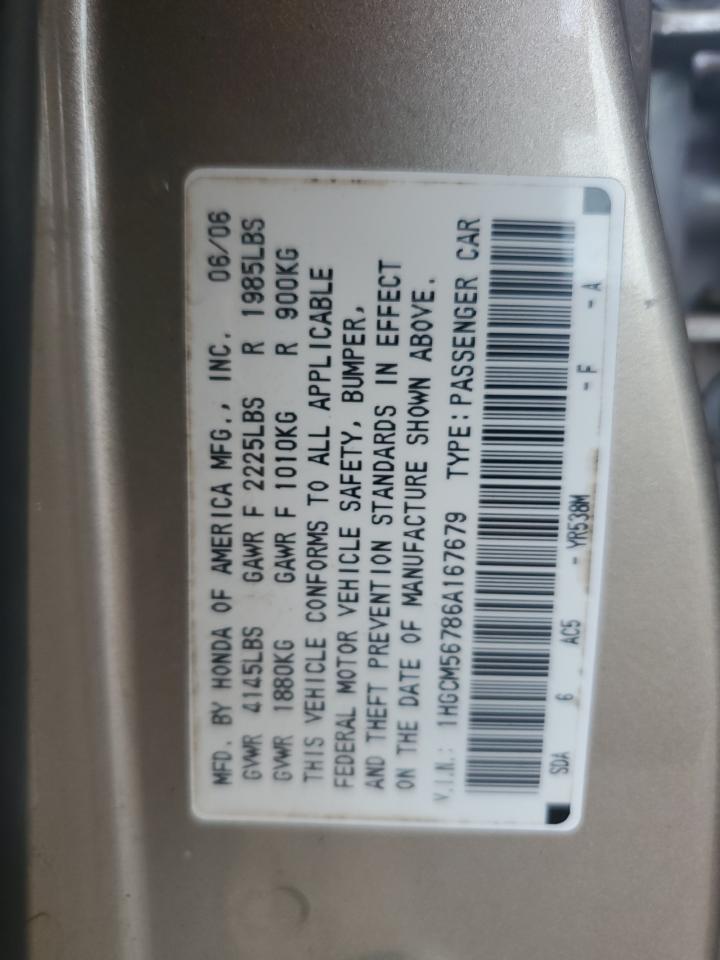 MFD. BY HONDA OF AMERICA MFG., INC. 06/06
GVWR 4145LBS GAWR F 2225LBS R 1985LBS
GVWR 1880KG GAWR F 1010KG R 900KG
THIS VEHICLE CONFORMS TO ALL APPLICABLE
FEDERAL MOTOR VEHICLE SAFETY, BUMPER,
AND THEFT PREVENTION STANDARDS IN EFFECT
ON THE DATE OF MANUFACTURE SHOWN ABOVE.
V.I.N.: 1HGCM56786A167679 TYPE:PASSENGER CAR
SDA 6 AC5 - YR538M - F - A